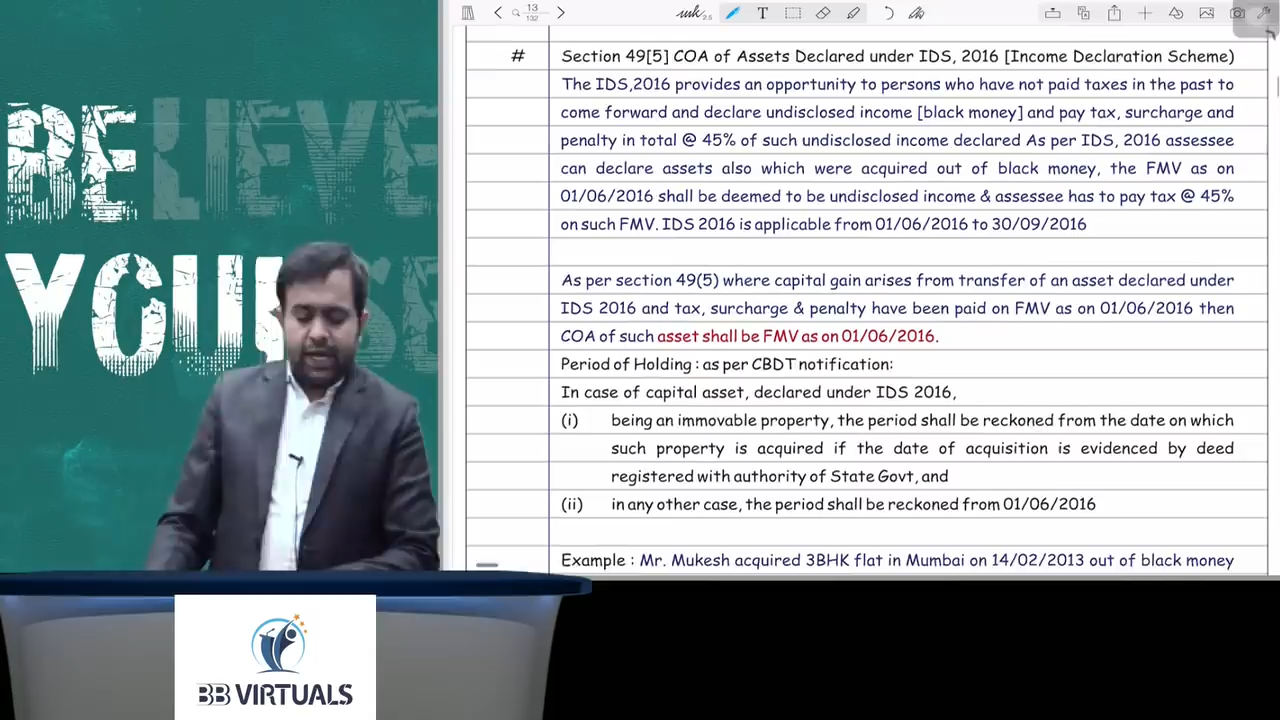 BELIEVE
YOURSE
BB VIRTUALS
13
132
2.5
T
# Section 49[5] COA of Assets Declared under IDS, 2016 [Income Declaration Scheme)
The IDS,2016 provides an opportunity to persons who have not paid taxes in the past to
come forward and declare undisclosed income [black money] and pay tax, surcharge and
penalty in total @ 45% of such undisclosed income declared As per IDS, 2016 assessee
can declare assets also which were acquired out of black money, the FMV as on
01/06/2016 shall be deemed to be undisclosed income & assessee has to pay tax @ 45%
on such FMV. IDS 2016 is applicable from 01/06/2016 to 30/09/2016
As per section 49(5) where capital gain arises from transfer of an asset declared under
IDS 2016 and tax, surcharge & penalty have been paid on FMV as on 01/06/2016 then
COA of such asset shall be FMV as on 01/06/2016.
Period of Holding : as per CBDT notification:
In case of capital asset, declared under IDS 2016,
(i) being an immovable property, the period shall be reckoned from the date on which
such property is acquired if the date of acquisition is evidenced by deed
registered with authority of State Govt, and
(ii) in any other case, the period shall be reckoned from 01/06/2016
Example : Mr. Mukesh acquired 3BHK flat in Mumbai on 14/02/2013 out of black money